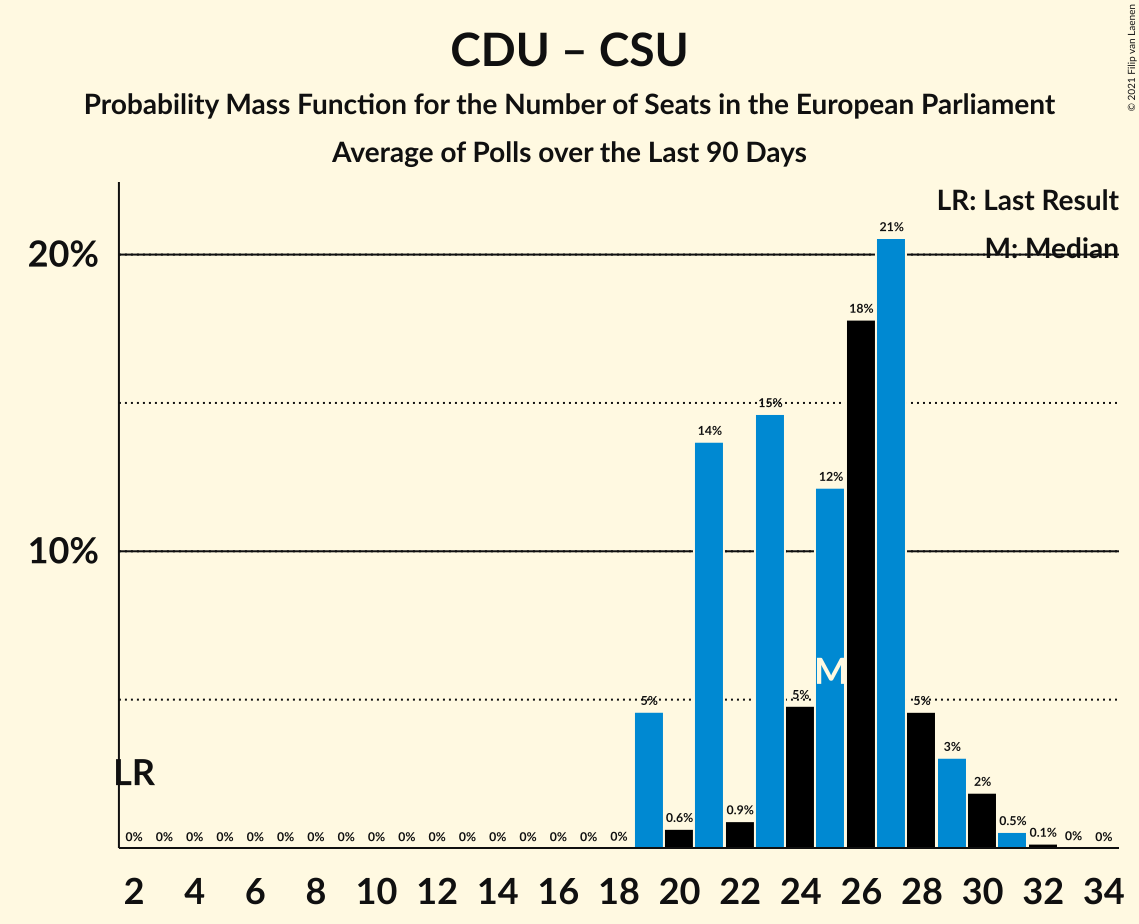 CDU – CSU
Probability Mass Function for the Number of Seats in the European Parliament
Average of Polls over the Last 90 Days
© 2021 Filip van Laenen
LR: Last Result
M: Median
20%
10%
21%
18%
15%
14%
12%
M
5%
5%
5%
3%
2%
LR
0% 0% 0% 0% 0% 0% 0% 0% 0% 0% 0% 0% 0% 0% 0% 0% 0% 0.6% 0.9% 0.5% 0.1% 0% 0%
2 4 6 8 10 12 14 16 18 20 22 24 26 28 30 32 34